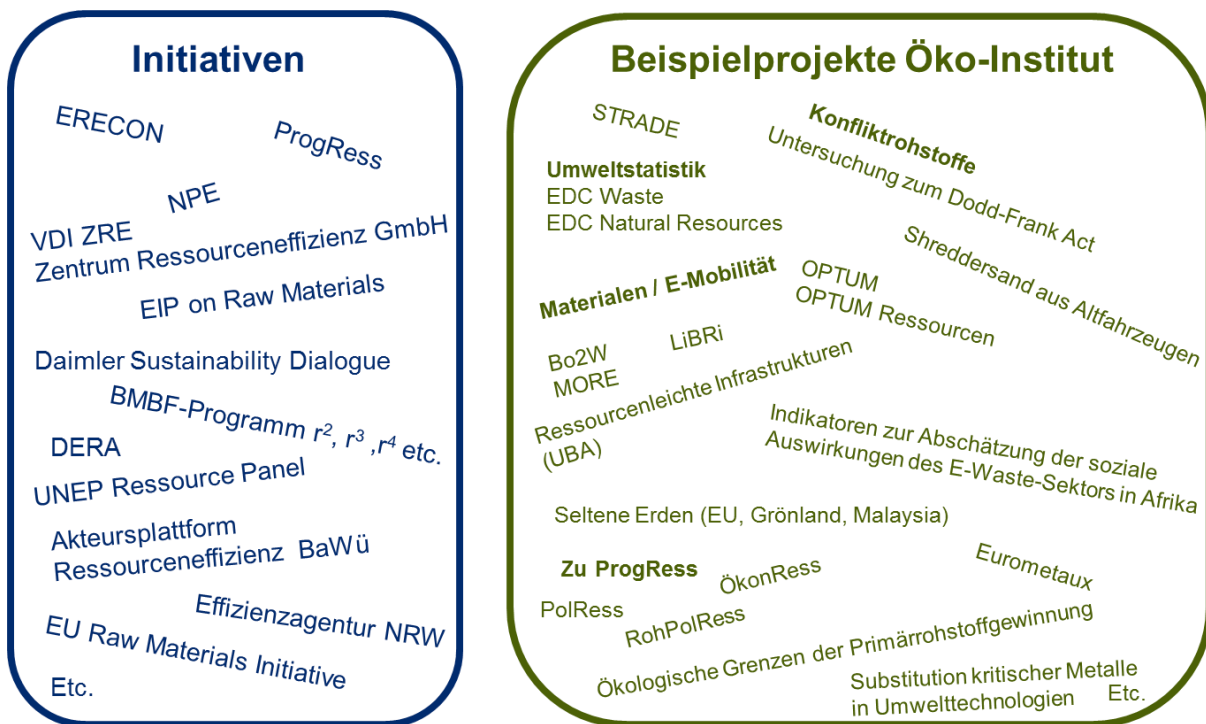 Initiativen
ERECON
ProgRess
NPE
VDI ZRE
Zentrum Ressourceneffizienz GmbH
EIP on Raw Materials
Daimler Sustainability Dialogue
BMBF-Programm r², r³ ,r⁴ etc.
DERA
UNEP Ressource Panel
Akteursplattform
Ressourceneffizienz BaWü
Effizienzagentur NRW
EU Raw Materials Initiative
Etc.
Beispielprojekte Öko-Institut
STRADE
Konfliktrohstoffe
Untersuchung zum Dodd-Frank Act
Umweltstatistik
EDC Waste
EDC Natural Resources
Shreddersand aus Altfahrzeugen
Materialen / E-Mobilität
OPTUM
OPTUM Ressourcen
LiBRi
Bo2W
MORE
Ressourcenleichte Infrastrukturen
(UBA)
Indikatoren zur Abschätzung der soziale
Auswirkungen des E-Waste-Sektors in Afrika
Seltene Erden (EU, Grönland, Malaysia)
Zu ProgRess
ÖkonRess
Eurometaux
PolRess
RohPolRess
Ökologische Grenzen der Primärrohstoffgewinnung
Substitution kritischer Metalle
in Umwelttechnologien
Etc.